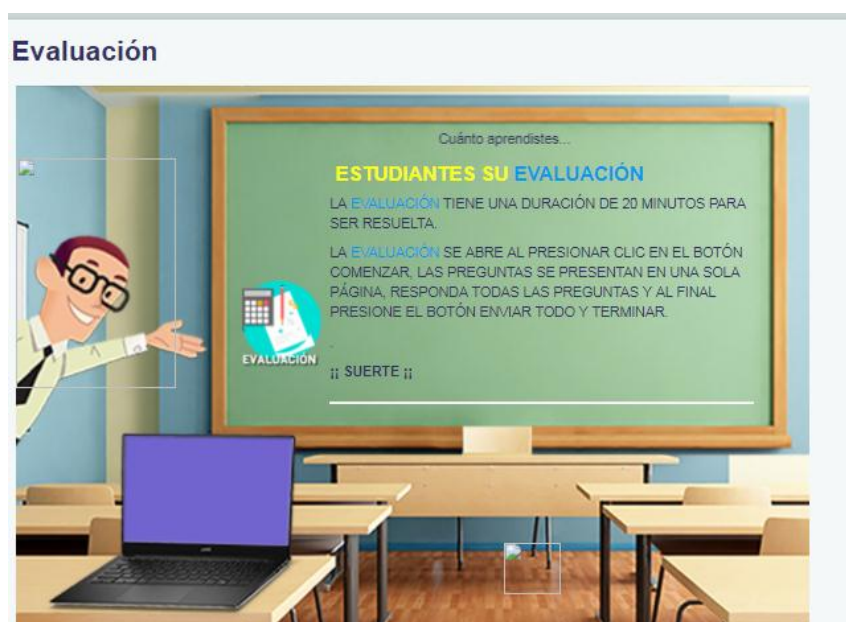 Evaluación
Cuánto aprendistes...
ESTUDIANTES SU EVALUACIÓN
LA EVALUACIÓN TIENE UNA DURACIÓN DE 20 MINUTOS PARA
SER RESUELTA.
LA EVALUACIÓN SE ABRE AL PRESIONAR CLIC EN EL BOTÓN
COMENZAR, LAS PREGUNTAS SE PRESENTAN EN UNA SOLA
PÁGINA, RESPONDA TODAS LAS PREGUNTAS Y AL FINAL
PRESIONE EL BOTÓN ENVIAR TODO Y TERMINAR.
.
EVALUACIÓN
¡¡ SUERTE ¡¡